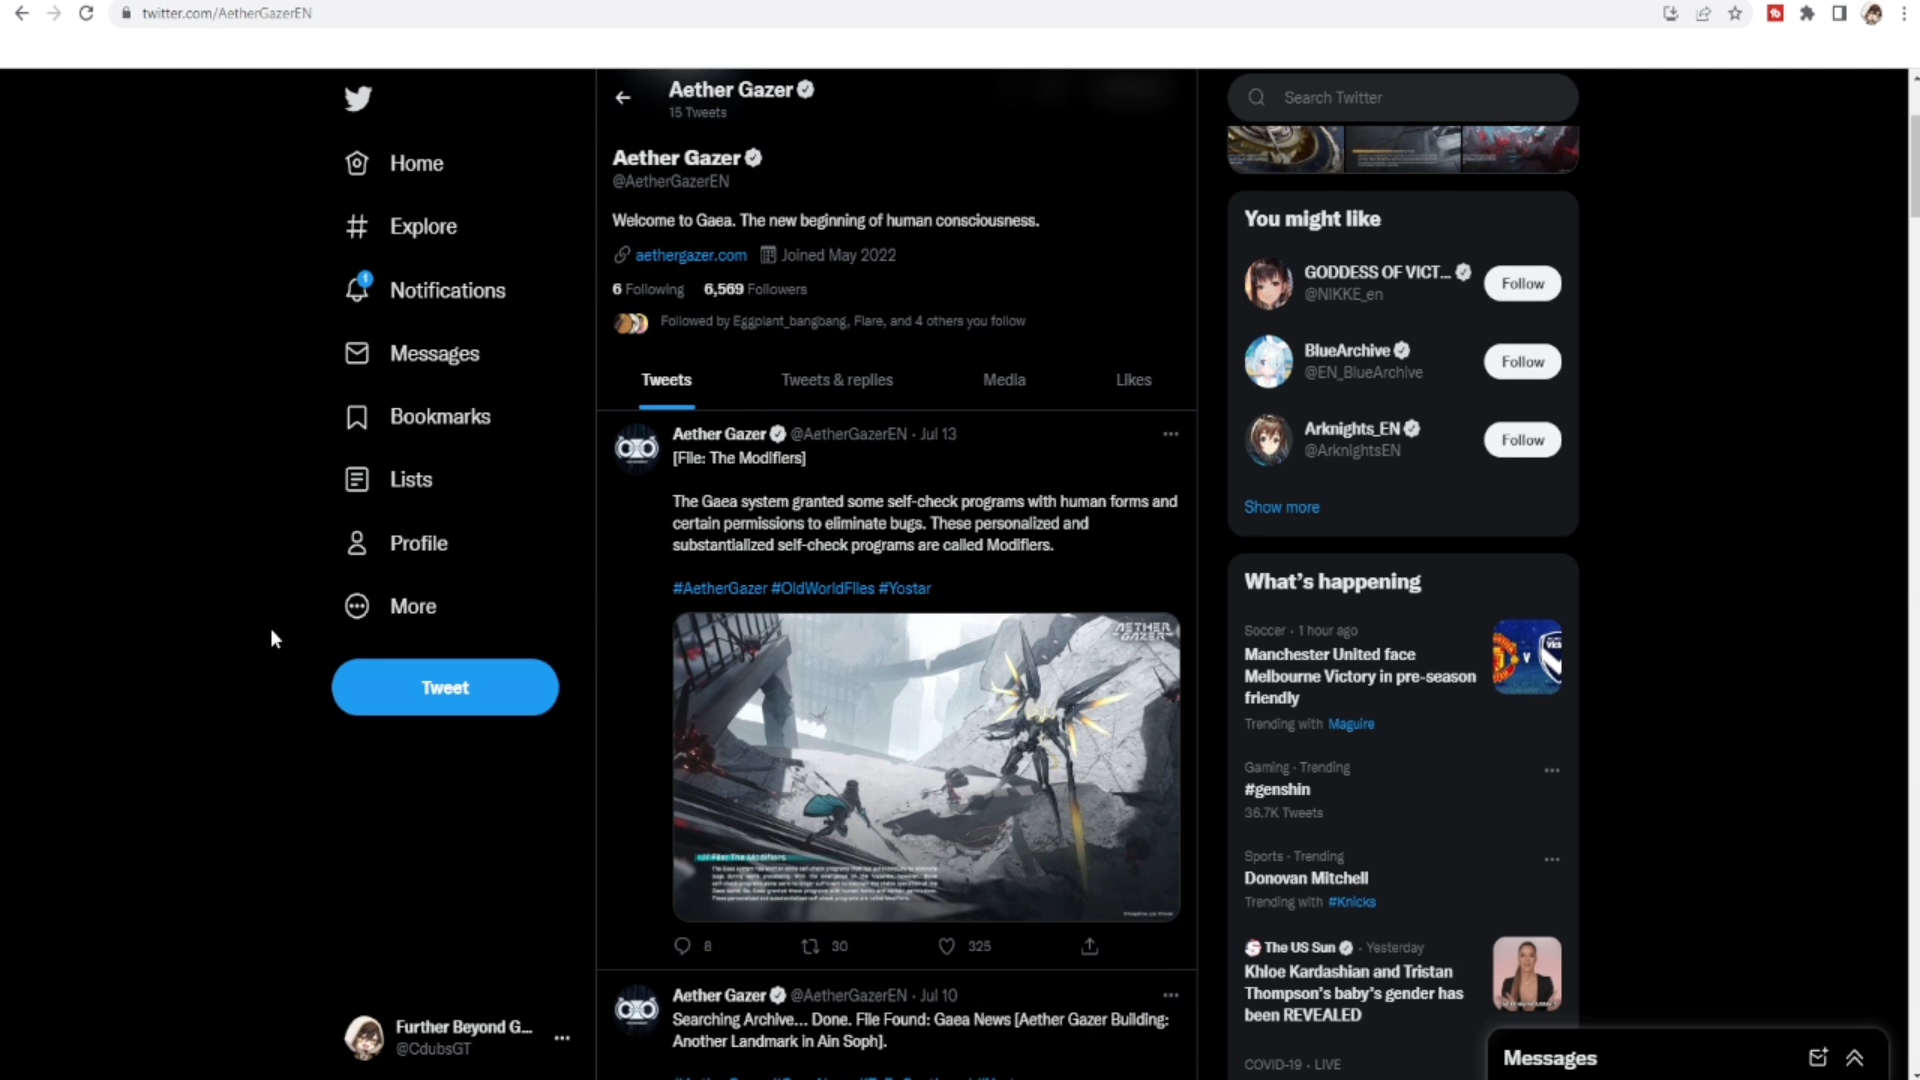 twitter.com/AetherGazerEN
Home
Explore
1
Notifications
Messages
Bookmarks
Lists
Profile
More
Tweet
Further Beyond G...
@CdubsGT
Aether Gazer
15 Tweets
Aether Gazer
@AetherGazerEN
Welcome to Gaea. The new beginning of human consciousness.
aethergazer.com Joined May 2022
6 Following 6,569 Followers
Followed by Eggplant_bangbang, Flare, and 4 others you follow
Tweets Tweets & replies Media Likes
Aether Gazer @AetherGazerEN · Jul 13
[File: The Modifiers]
The Gaea system granted some self-check programs with human forms and
certain permissions to eliminate bugs. These personalized and
substantialized self-check programs are called Modifiers.
#AetherGazer #OldWorldFiles #Yostar
AETHER
GAZER
/// File: The Modifiers
8 30 325
Aether Gazer @AetherGazerEN · Jul 10
Searching Archive... Done. File Found: Gaea News [Aether Gazer Building:
Another Landmark in Ain Soph].
Search Twitter
You might like
GODDESS OF VICT...
@NIKKE_en
Follow
BlueArchive
@EN_BlueArchive
Follow
Arknights_EN
@ArknightsEN
Follow
Show more
What's happening
Soccer · 1 hour ago
Manchester United face
Melbourne Victory in pre-season
friendly
Trending with Maguire
V
Gaming · Trending
#genshin
36.7K Tweets
Sports · Trending
Donovan Mitchell
Trending with #Knicks
The US Sun · Yesterday
Khloe Kardashian and Tristan
Thompson's baby's gender has
been REVEALED
COVID-19 · LIVE
Messages